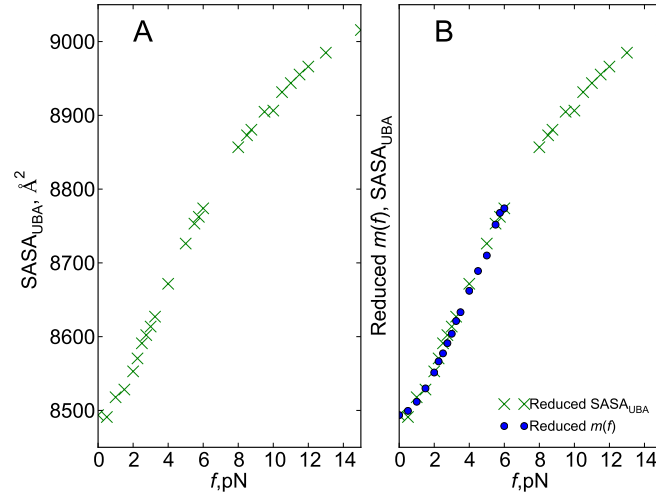 A
B
SASA_UBA, Å²
9000
8900
8800
8700
8600
8500
0 2 4 6 8 10 12 14
f,pN
Reduced m(f), SASA_UBA
Reduced SASA_UBA
Reduced m(f)
0 2 4 6 8 10 12 14
f,pN